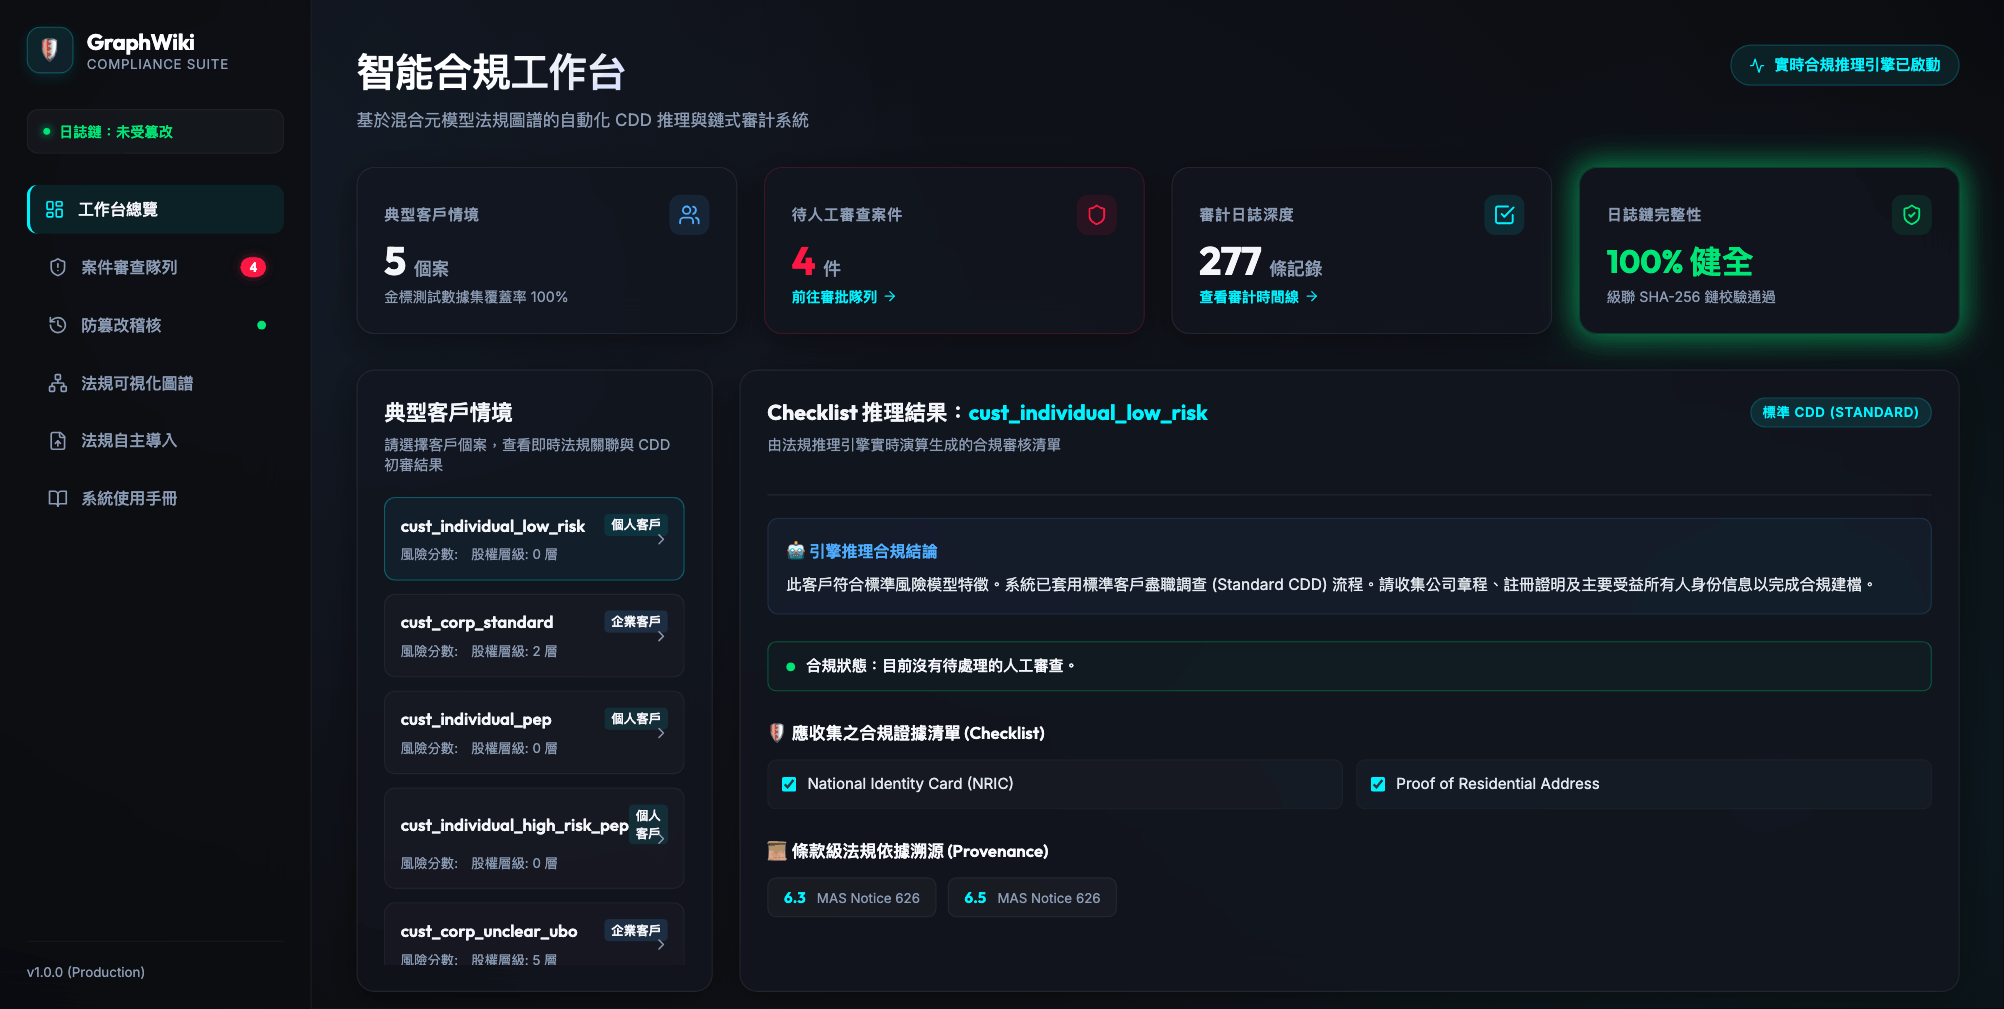 GraphWiki
COMPLIANCE SUITE
日誌鏈：未受篡改
工作台總覽
案件審查隊列
4
防篡改稽核
法規可視化圖譜
法規自主導入
系統使用手冊
v1.0.0 (Production)
智能合規工作台
基於混合元模型法規圖譜的自動化 CDD 推理與鏈式審計系統
實時合規推理引擎已啟動
典型客戶情境
5 個案
金標測試數據集覆蓋率 100%
待人工審查案件
4 件
前往審批隊列 →
審計日誌深度
277 條記錄
查看審計時間線 →
日誌鏈完整性
100% 健全
級聯 SHA-256 鏈校驗通過
典型客戶情境
請選擇客戶個案，查看即時法規關聯與 CDD
初審結果
cust_individual_low_risk
個人客戶
風險分數: 股權層級: 0 層
cust_corp_standard
企業客戶
風險分數: 股權層級: 2 層
cust_individual_pep
個人客戶
風險分數: 股權層級: 0 層
cust_individual_high_risk_pep
個人
客戶
風險分數: 股權層級: 0 層
cust_corp_unclear_ubo
企業客戶
風險分數: 股權層級: 5 層
Checklist 推理結果：cust_individual_low_risk
標準 CDD (STANDARD)
由法規推理引擎實時演算生成的合規審核清單
引擎推理合規結論
此客戶符合標準風險模型特徵。系統已套用標準客戶盡職調查 (Standard CDD) 流程。請收集公司章程、註冊證明及主要受益所有人身份信息以完成合規建檔。
合規狀態：目前沒有待處理的人工審查。
應收集之合規證據清單 (Checklist)
National Identity Card (NRIC)
Proof of Residential Address
條款級法規依據溯源 (Provenance)
6.3 MAS Notice 626
6.5 MAS Notice 626